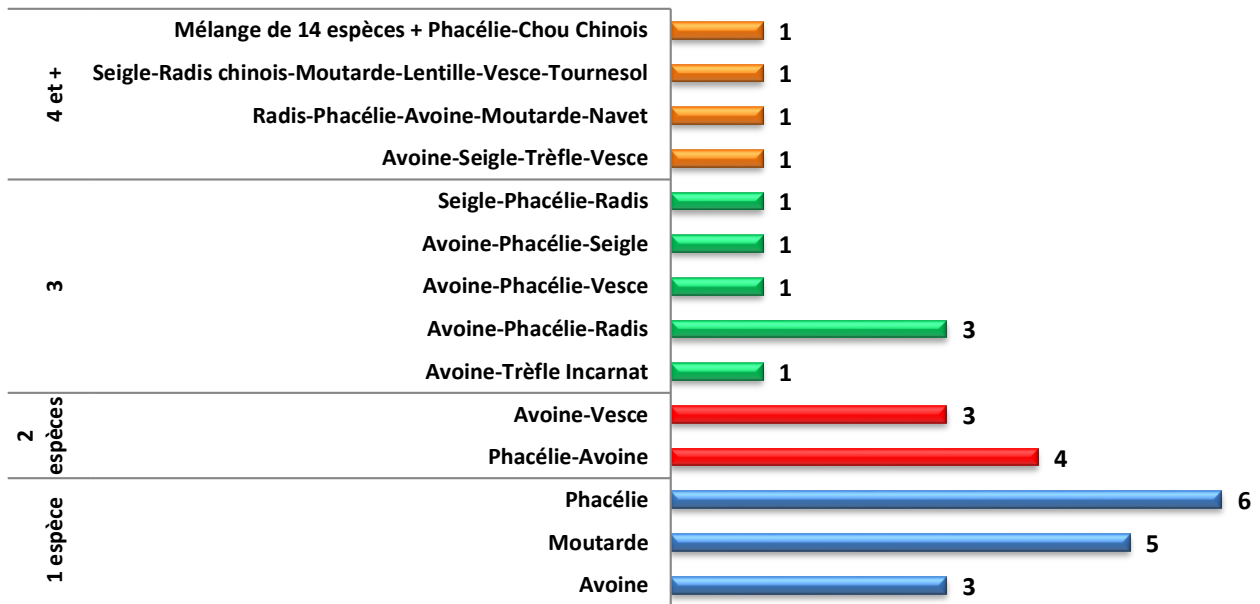 4 et +
Mélange de 14 espèces + Phacélie-Chou Chinois 1
Seigle-Radis chinois-Moutarde-Lentille-Vesce-Tournesol 1
Radis-Phacélie-Avoine-Moutarde-Navet 1
Avoine-Seigle-Trèfle-Vesce 1
3
Seigle-Phacélie-Radis 1
Avoine-Phacélie-Seigle 1
Avoine-Phacélie-Vesce 1
Avoine-Phacélie-Radis 3
Avoine-Trèfle Incarnat 1
2
espèces
Avoine-Vesce 3
Phacélie-Avoine 4
1 espèce
Phacélie 6
Moutarde 5
Avoine 3